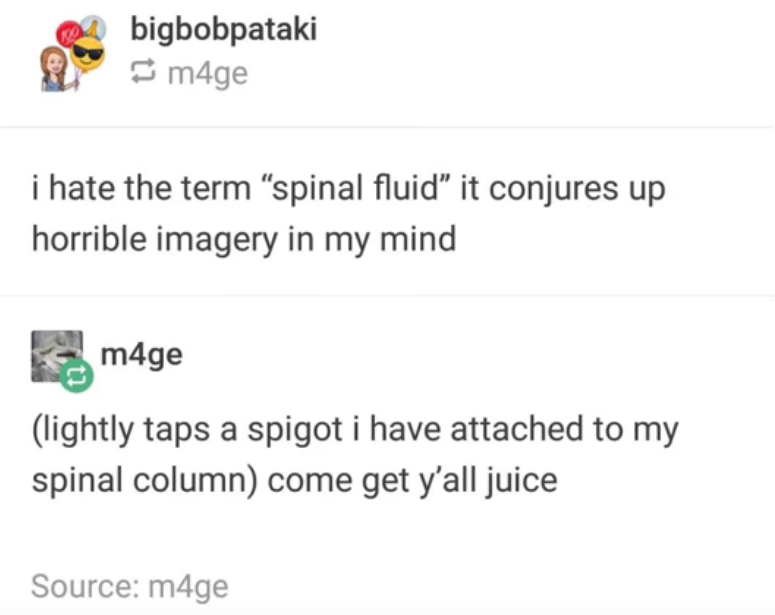 bigbobpataki
m4ge
i hate the term “spinal fluid” it conjures up
horrible imagery in my mind
m4ge
(lightly taps a spigot i have attached to my
spinal column) come get y’all juice
Source: m4ge